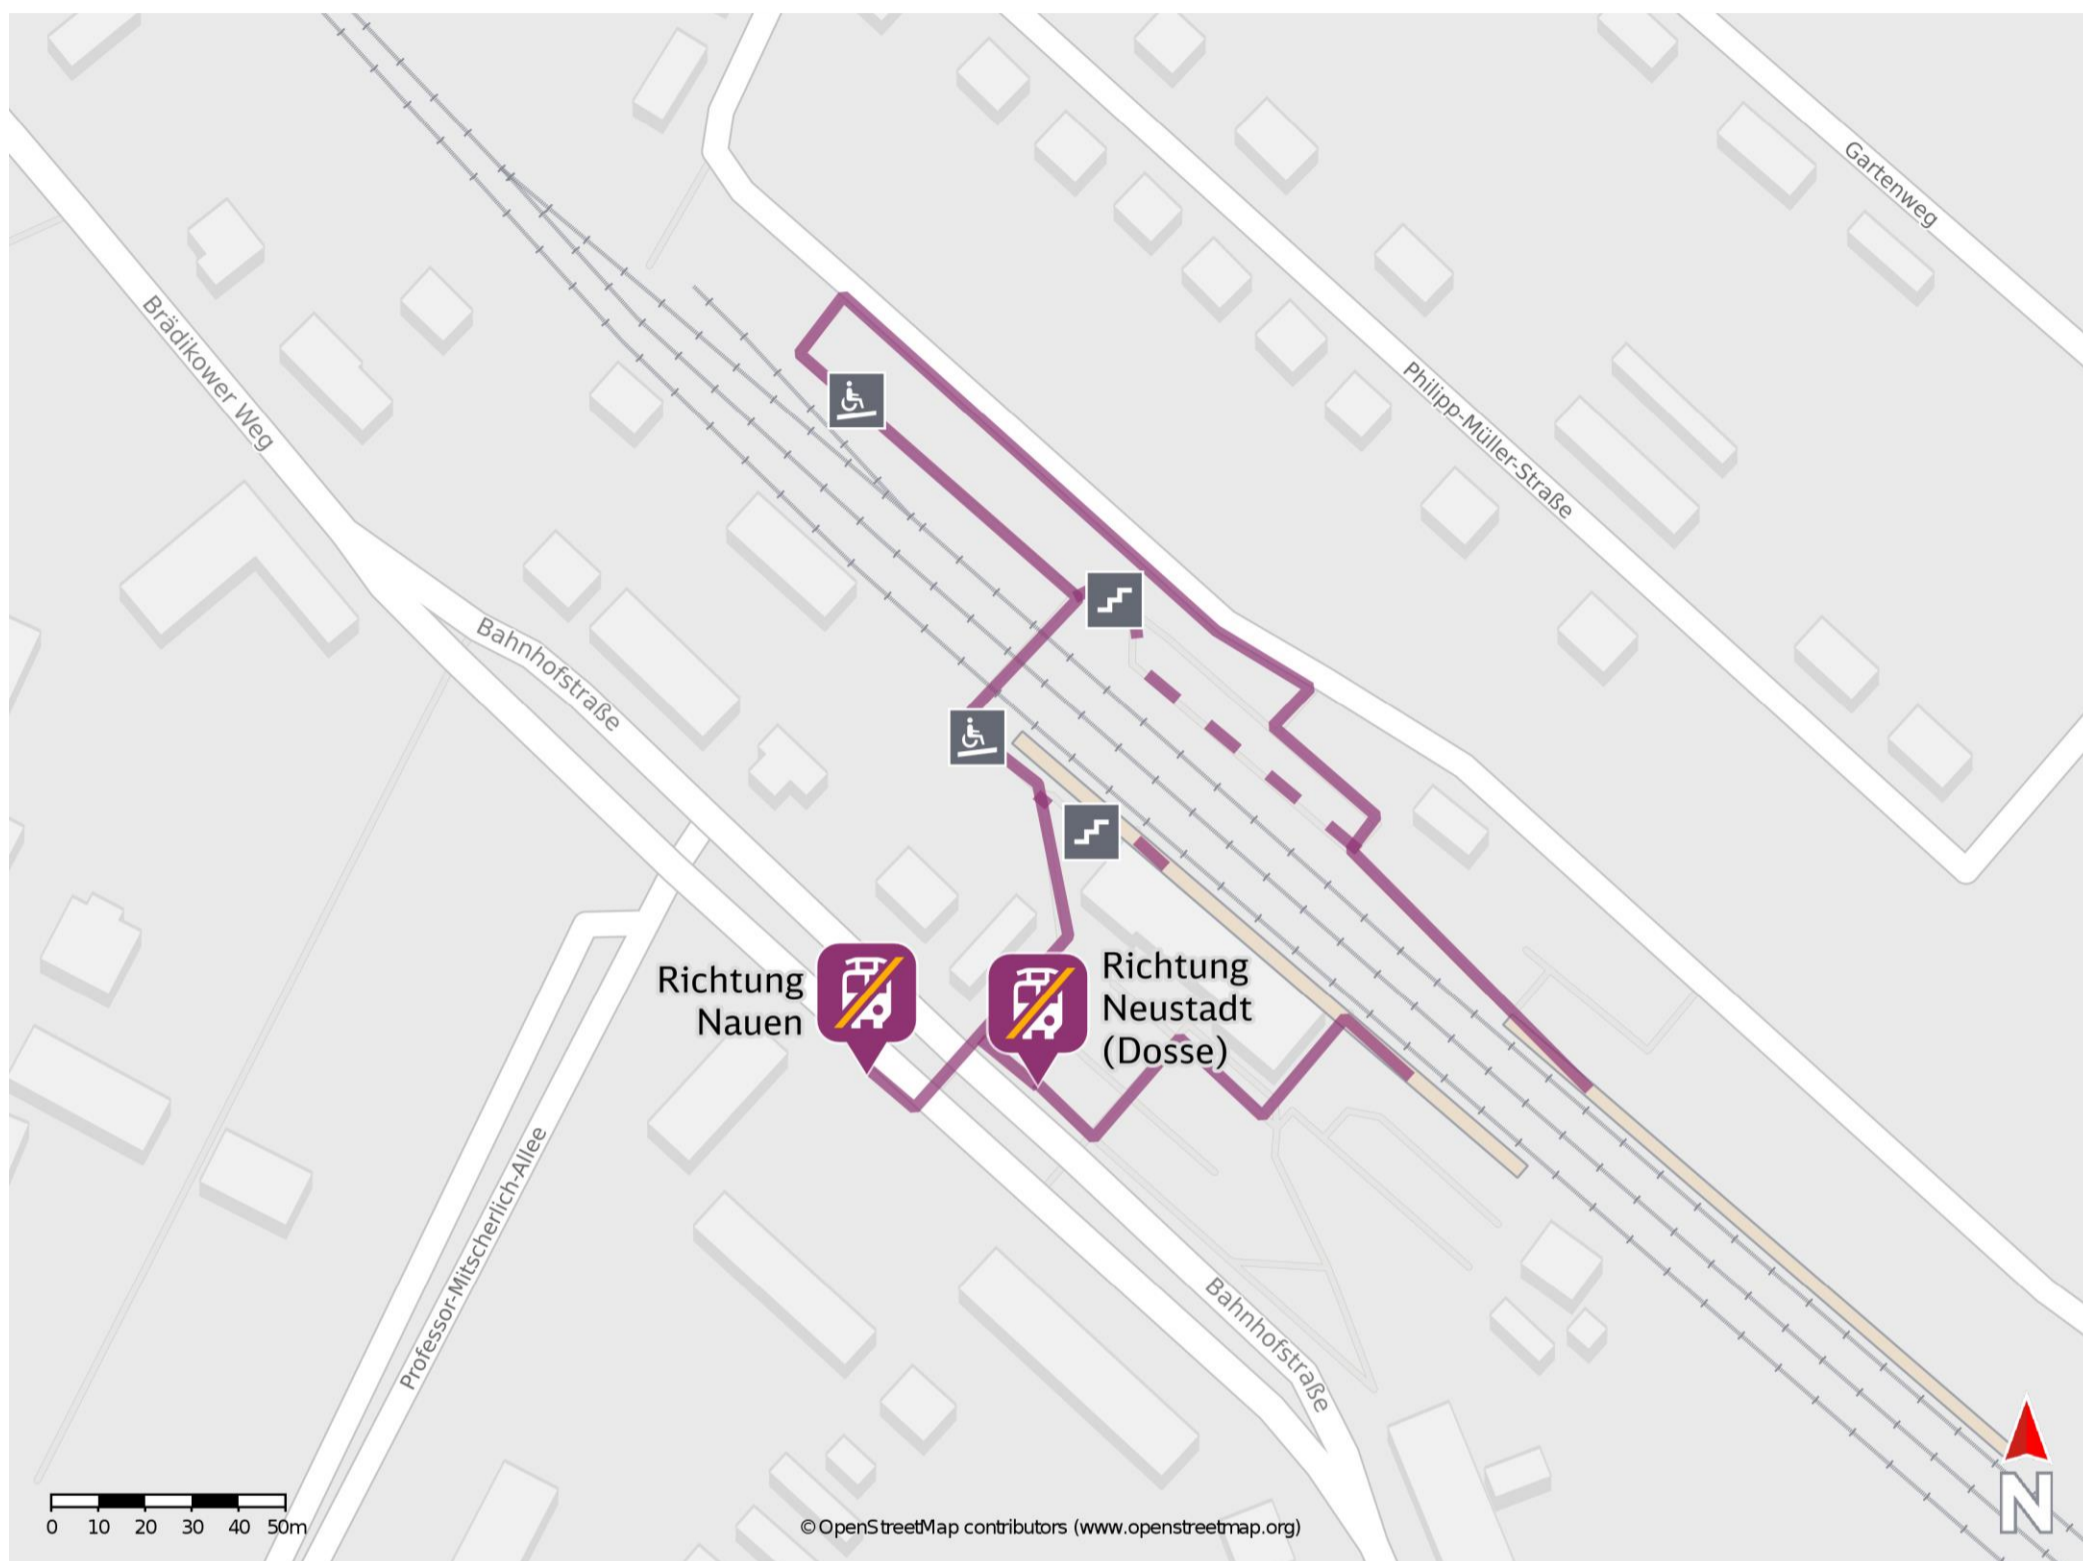 Gartenweg
Brädikower Weg
Philipp-Müller-Straße
Bahnhofstraße
Richtung
Nauen
Richtung
Neustadt
(Dosse)
Professor-Mitscherlich-Allee
Bahnhofstraße
N
0 10 20 30 40 50m
© OpenStreetMap contributors (www.openstreetmap.org)